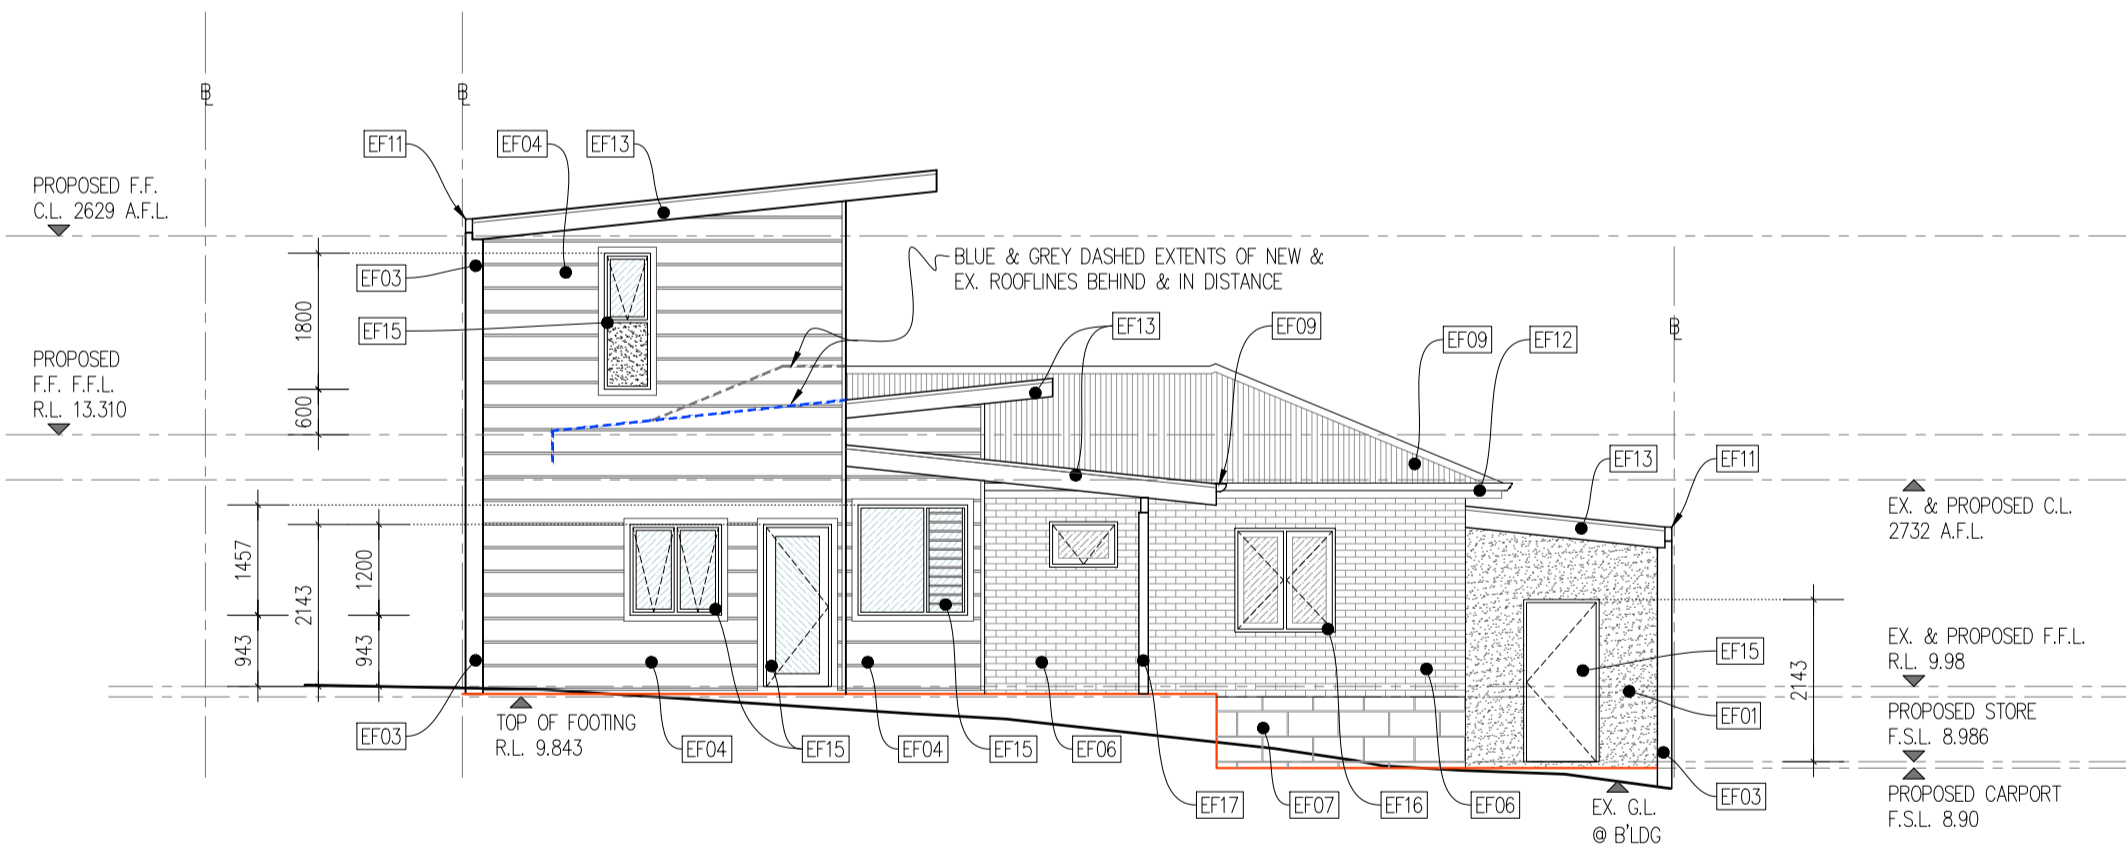 ℄
℄
EF11
EF04
EF13
PROPOSED F.F.
C.L. 2629 A.F.L.
EF03
EF15
BLUE & GREY DASHED EXTENTS OF NEW &
EX. ROOFLINES BEHIND & IN DISTANCE
1800
600
PROPOSED
F.F. F.F.L.
R.L. 13.310
EF13
EF09
EF09
EF12
℄
EF13
EF11
EX. & PROPOSED C.L.
2732 A.F.L.
1457
943
2143
1200
943
2143
EX. & PROPOSED F.F.L.
R.L. 9.98
EF15
EF01
PROPOSED STORE
F.S.L. 8.986
TOP OF FOOTING
R.L. 9.843
EF03
EF04
EF15
EF04
EF15
EF06
EF17
EF07
EF16
EF06
EX. G.L.
@ B'LDG
EF03
PROPOSED CARPORT
F.S.L. 8.90